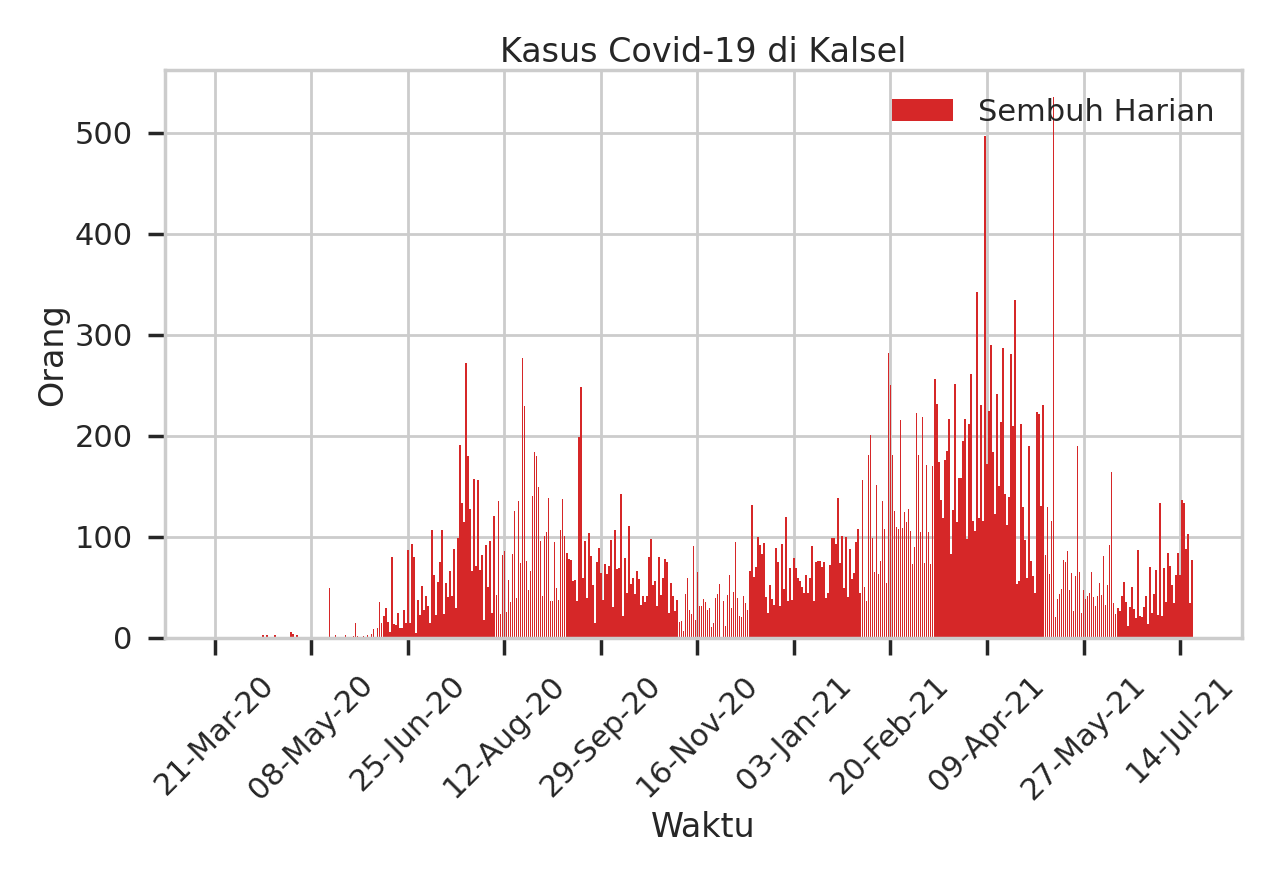 Kasus Covid-19 di Kalsel
Sembuh Harian
Orang
500
400
300
200
100
0
21-Mar-20
08-May-20
25-Jun-20
12-Aug-20
29-Sep-20
16-Nov-20
03-Jan-21
20-Feb-21
09-Apr-21
27-May-21
14-Jul-21
Waktu